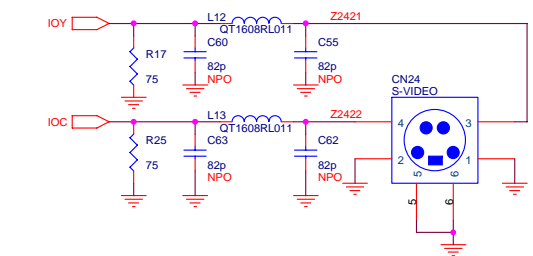 IOY
L12
Z2421
QT1608RL011
R17
75
C60
82p
NPO
C55
82p
NPO
CN24
S-VIDEO
IOC
L13
Z2422
QT1608RL011
R25
75
C63
82p
NPO
C62
82p
NPO
4
3
2
1
5
6
5
6